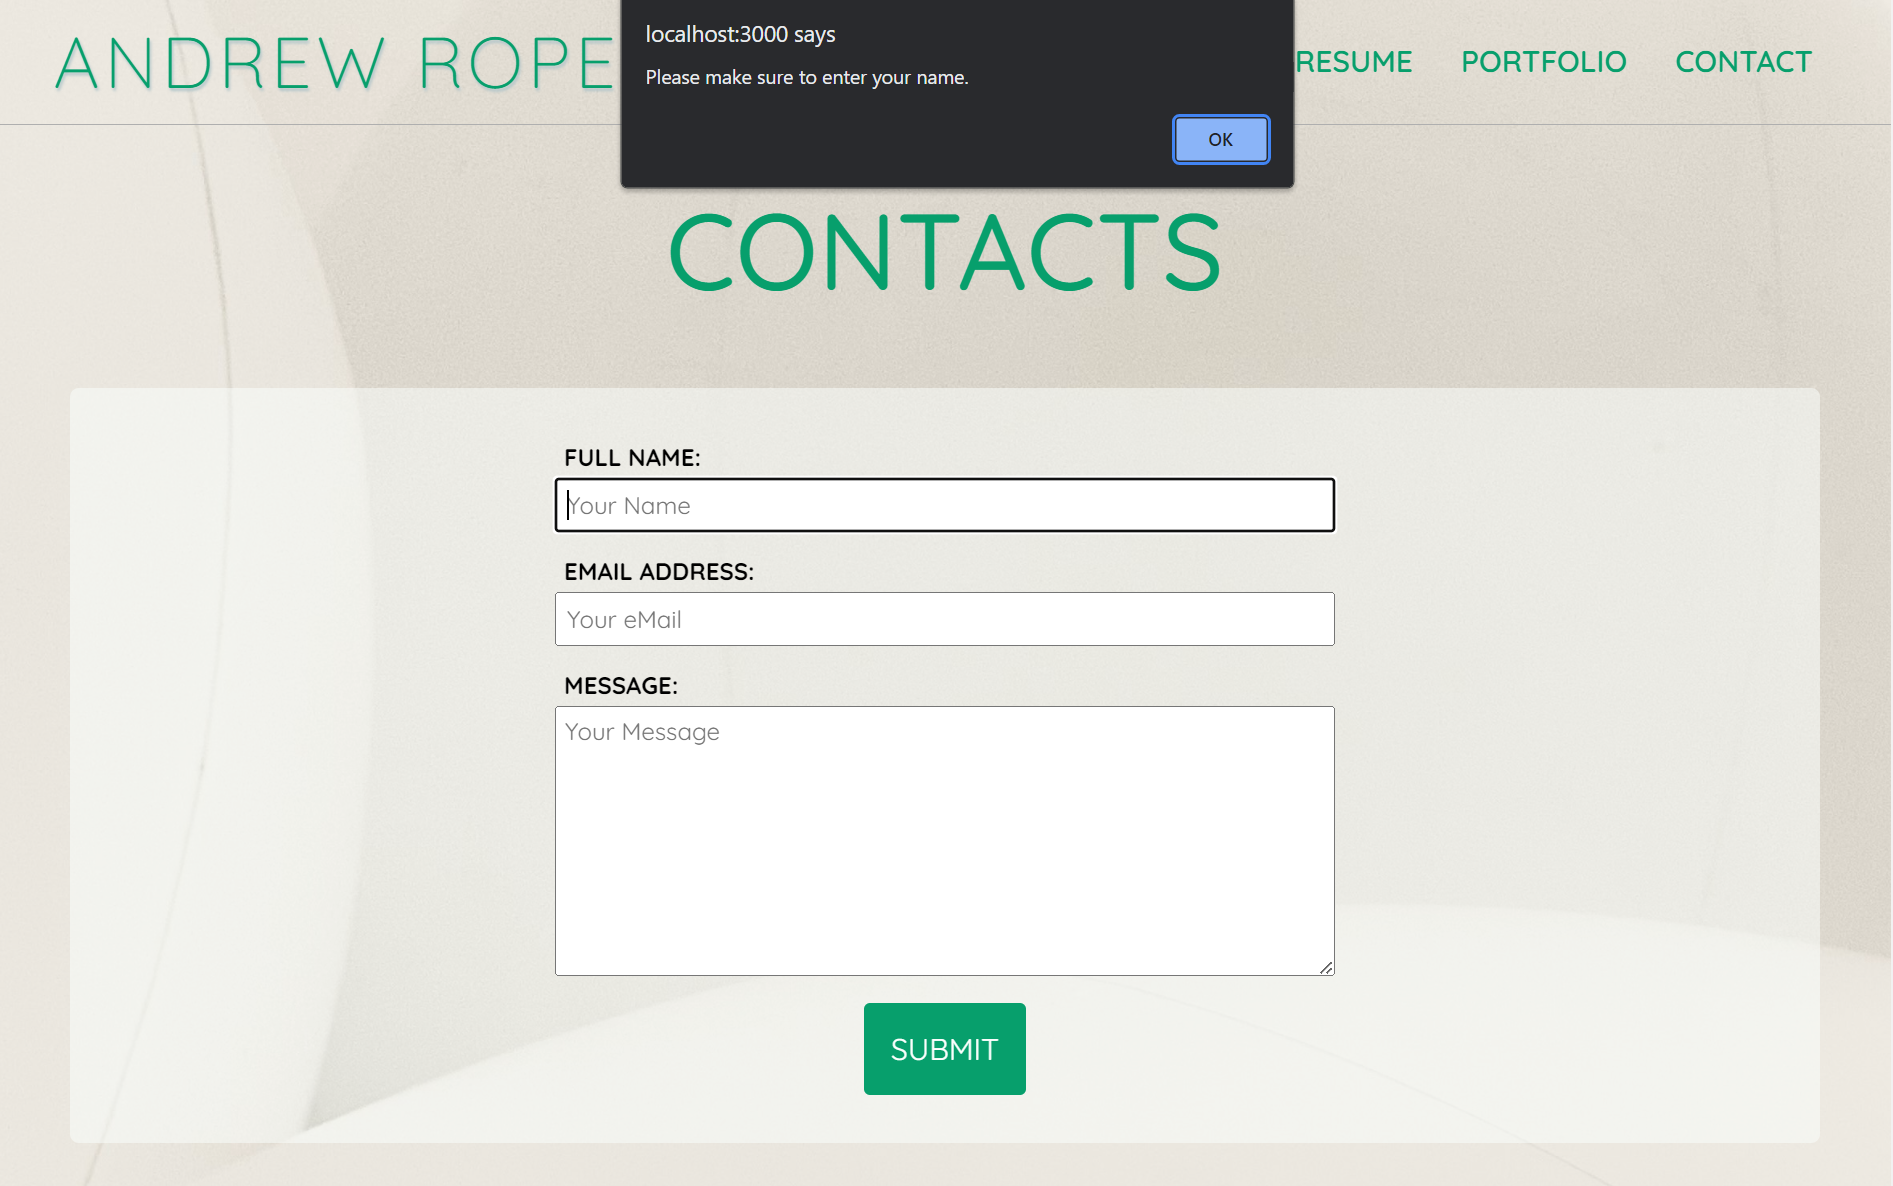 ANDREW ROPE
localhost:3000 says
Please make sure to enter your name.
OK
RESUME
PORTFOLIO
CONTACT
CONTACTS
FULL NAME:
Your Name
EMAIL ADDRESS:
Your eMail
MESSAGE:
Your Message
SUBMIT